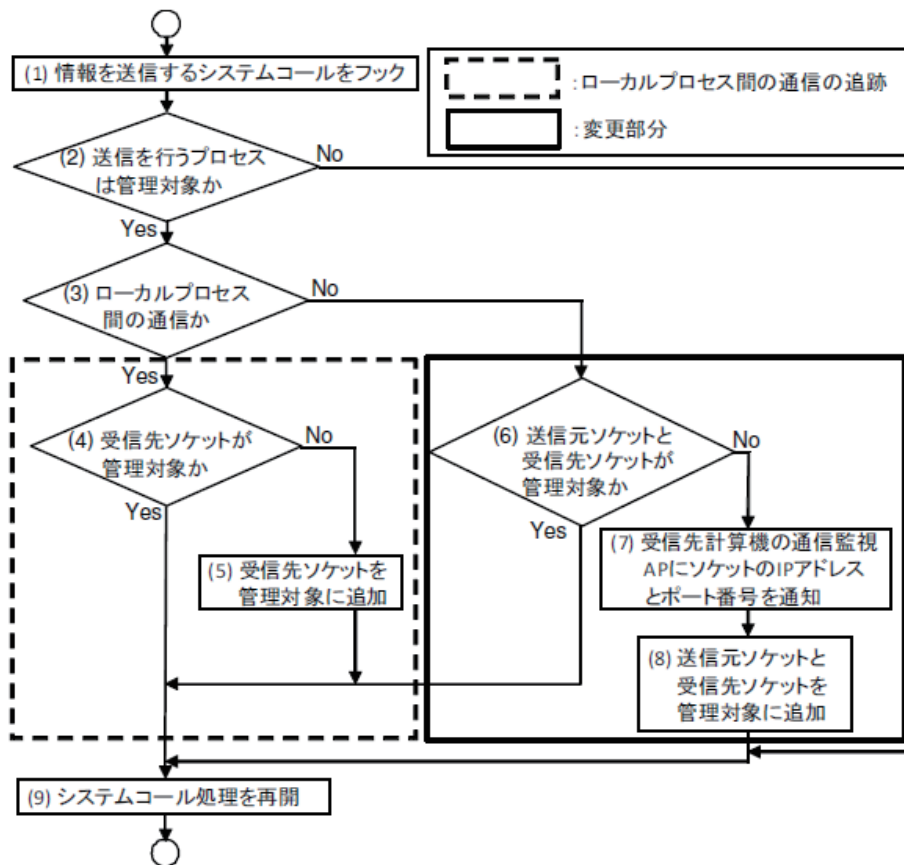 (1) 情報を送信するシステムコールをフック
: ローカルプロセス間の通信の追跡
: 変更部分
(2) 送信を行うプロセス
は管理対象か
No
Yes
(3) ローカルプロセス
間の通信か
No
Yes
(4) 受信先ソケットが
管理対象か
No
Yes
(5) 受信先ソケットを
管理対象に追加
(6) 送信元ソケットと
受信先ソケットが
管理対象か
No
Yes
(7) 受信先計算機の通信監視
APにソケットのIPアドレス
とポート番号を通知
(8) 送信元ソケットと
受信先ソケットを
管理対象に追加
(9) システムコール処理を再開